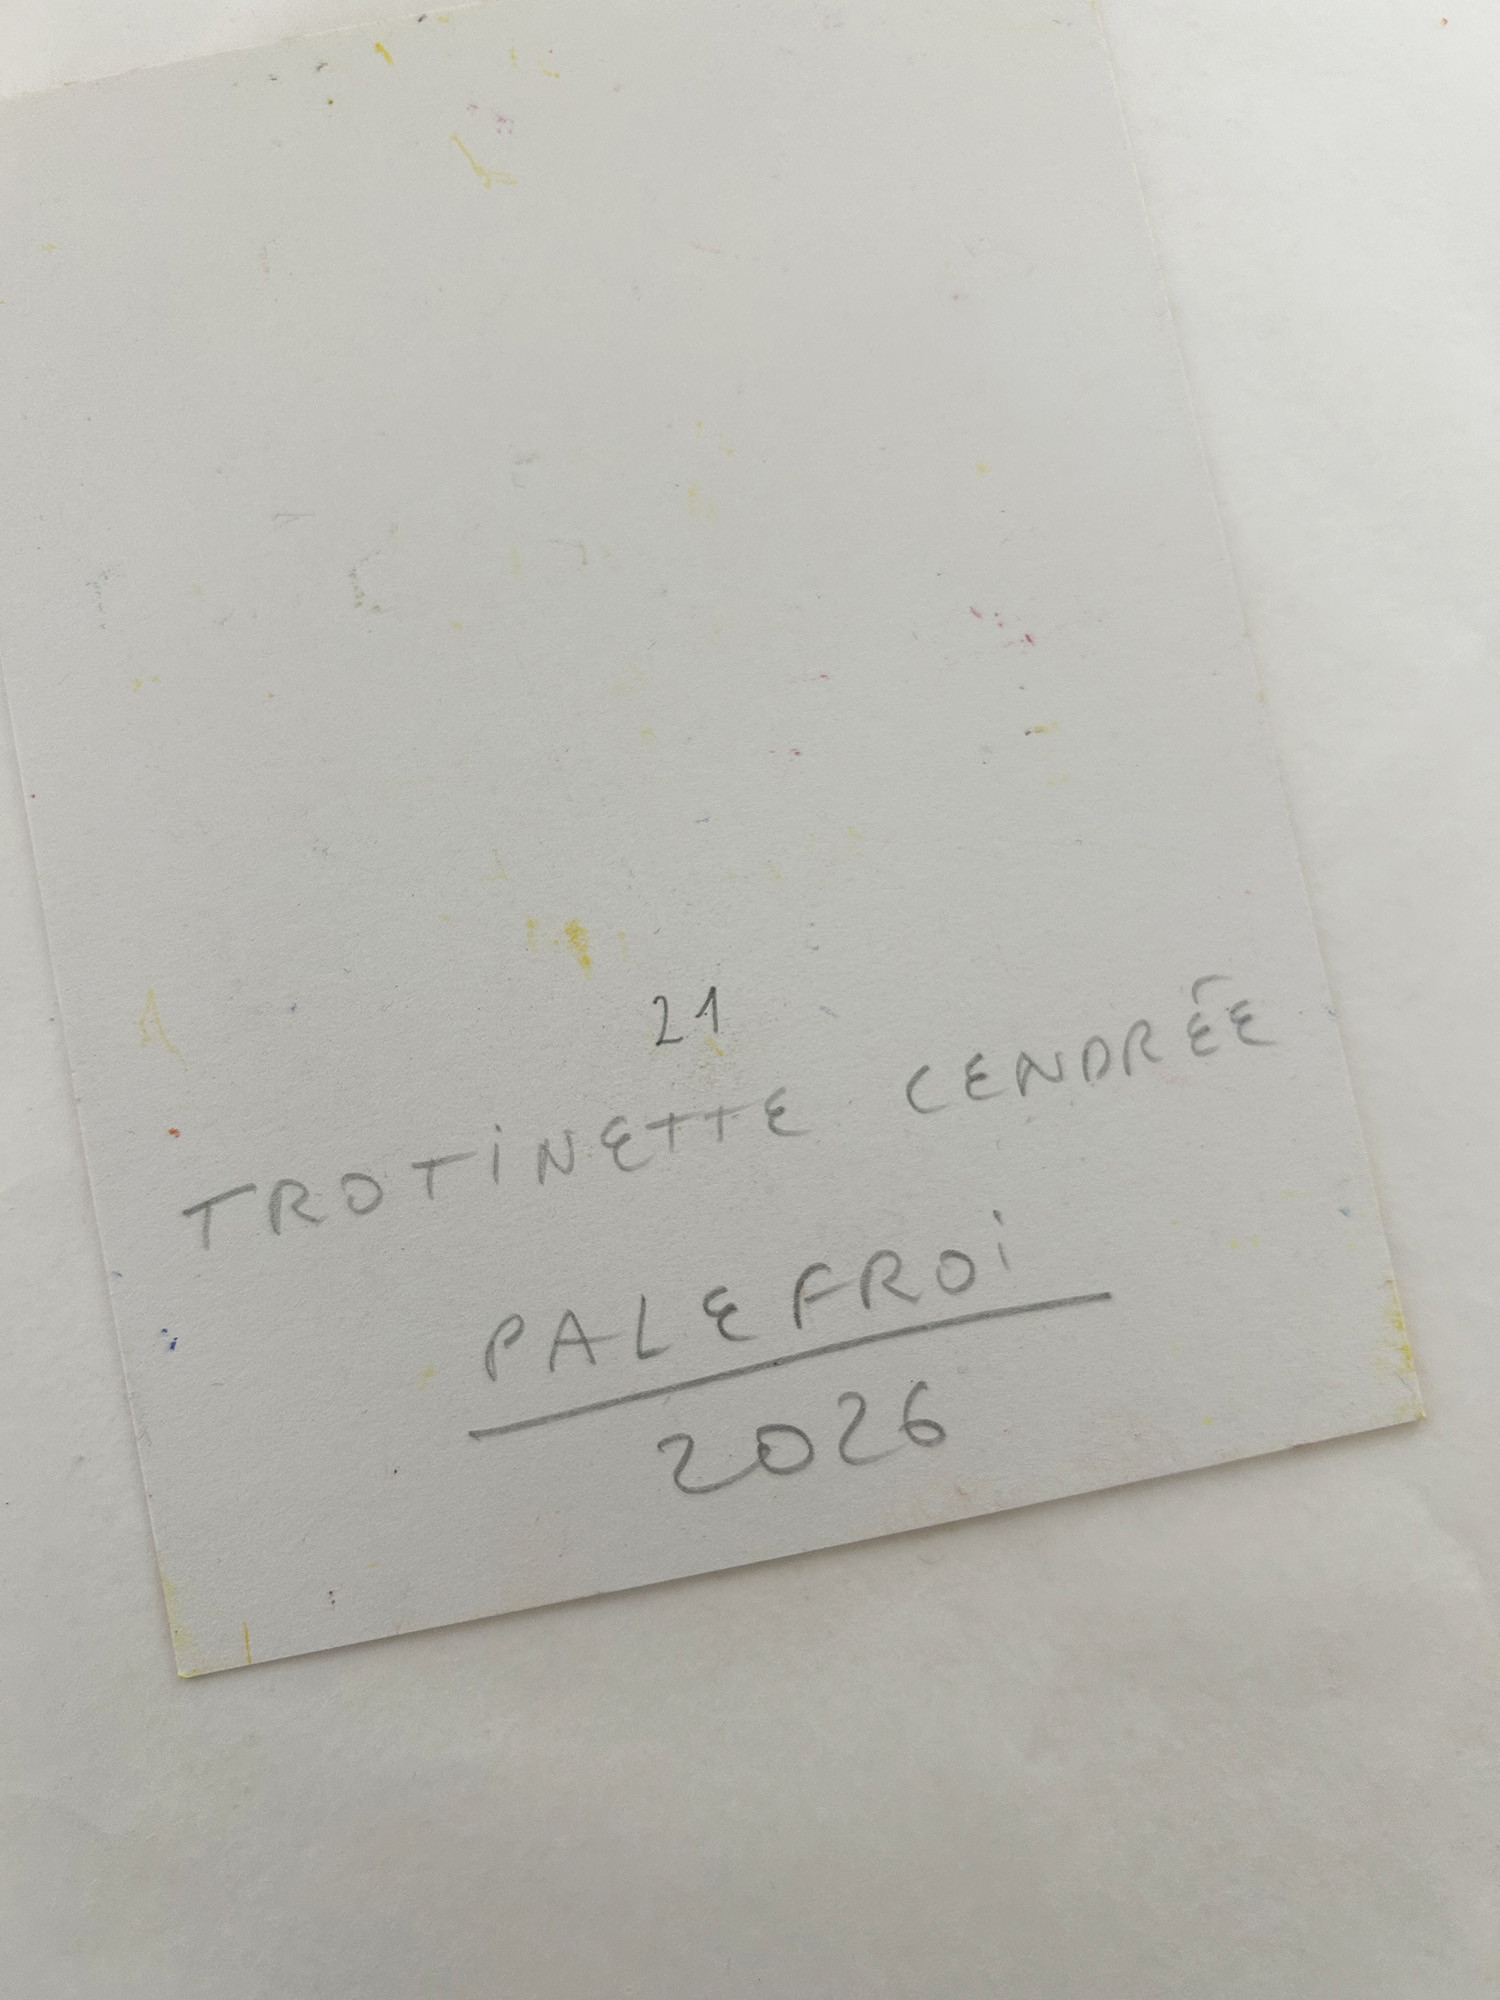 21
TROTINETTE CENDRÉE
PALEFROI
2026